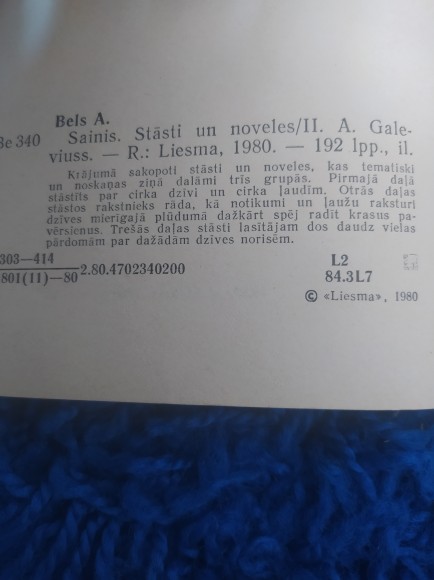 Bels A.
Be 340 Sainis. Stāsti un noveles/Il. A. Gale-
viuss. — R.: Liesma, 1980. — 192 lpp., il.
Krājumā sakopoti stāsti un noveles, kas tematiski
un noskaņas ziņā dalāmi trīs grupās. Pirmajā daļā
stāstīts par cirka dzīvi un cirka ļaudīm. Otrās daļas
stāstos rakstnieks rāda, kā notikumi un ļaužu raksturi
dzīves mierīgajā plūdumā dažkārt spēj radīt krasus pa-
vērsienus. Trešās daļas stāsti lasītājam dos daudz vielas
pārdomām par dažādām dzīves norisēm.
303—414
801(11)—80 2.80.4702340200
L2
84.3L7
© «Liesma», 1980